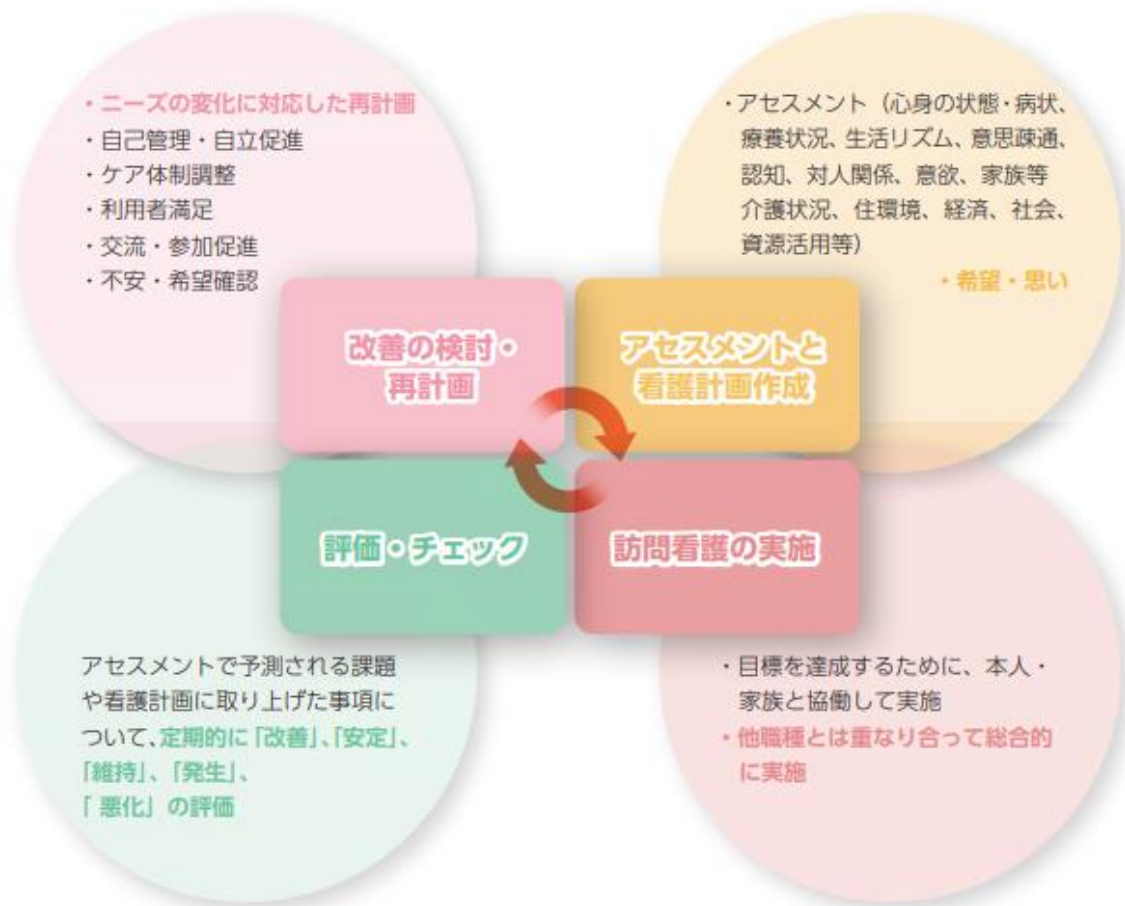 ・ニーズの変化に対応した再計画
・自己管理・自立促進
・ケア体制調整
・利用者満足
・交流・参加促進
・不安・希望確認
・アセスメント（心身の状態・病状、
療養状況、生活リズム、意思疎通、
認知、対人関係、意欲、家族等
介護状況、住環境、経済、社会、
資源活用等）
・希望・思い
改善の検討・
再計画
アセスメントと
看護計画作成
評価・チェック
訪問看護の実施
アセスメントで予測される課題
や看護計画に取り上げた事項に
ついて、定期的に「改善」、「安定」、
「維持」、「発生」、
「 悪化」の評価
・目標を達成するために、本人・
家族と協働して実施
・他職種とは重なり合って総合的
に実施